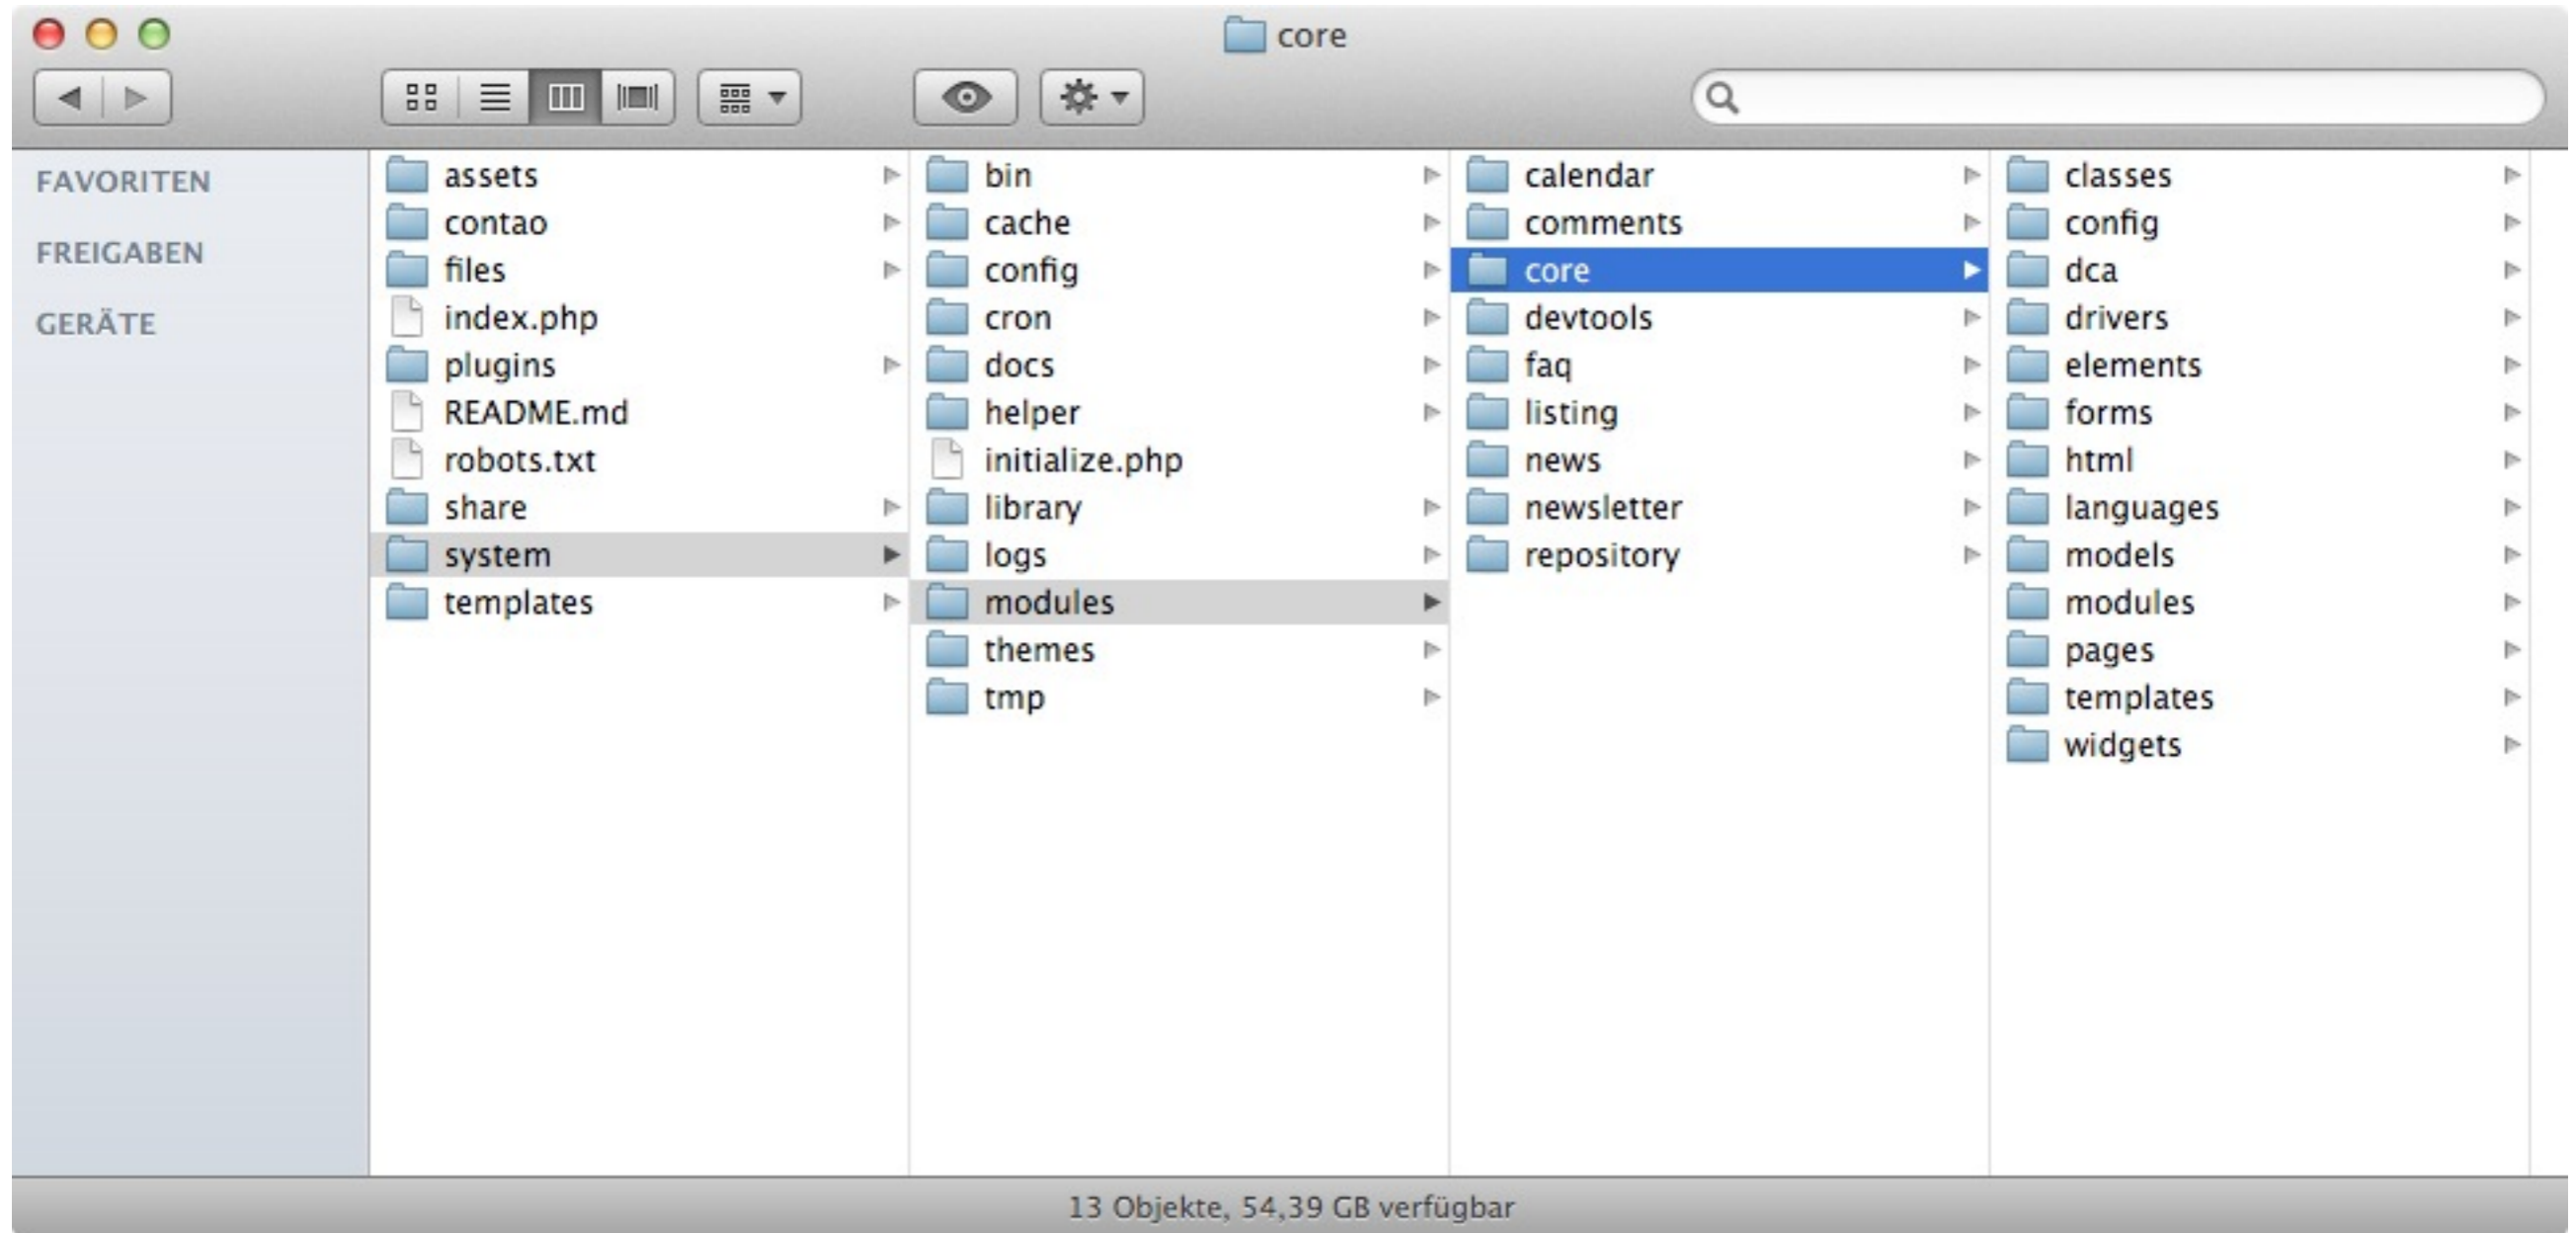 core
FAVORITEN
FREIGABEN
GERÄTE
assets
contao
files
index.php
plugins
README.md
robots.txt
share
system
templates
bin
cache
config
cron
docs
helper
initialize.php
library
logs
modules
themes
tmp
calendar
comments
core
devtools
faq
listing
news
newsletter
repository
classes
config
dca
drivers
elements
forms
html
languages
models
modules
pages
templates
widgets
13 Objekte, 54,39 GB verfügbar